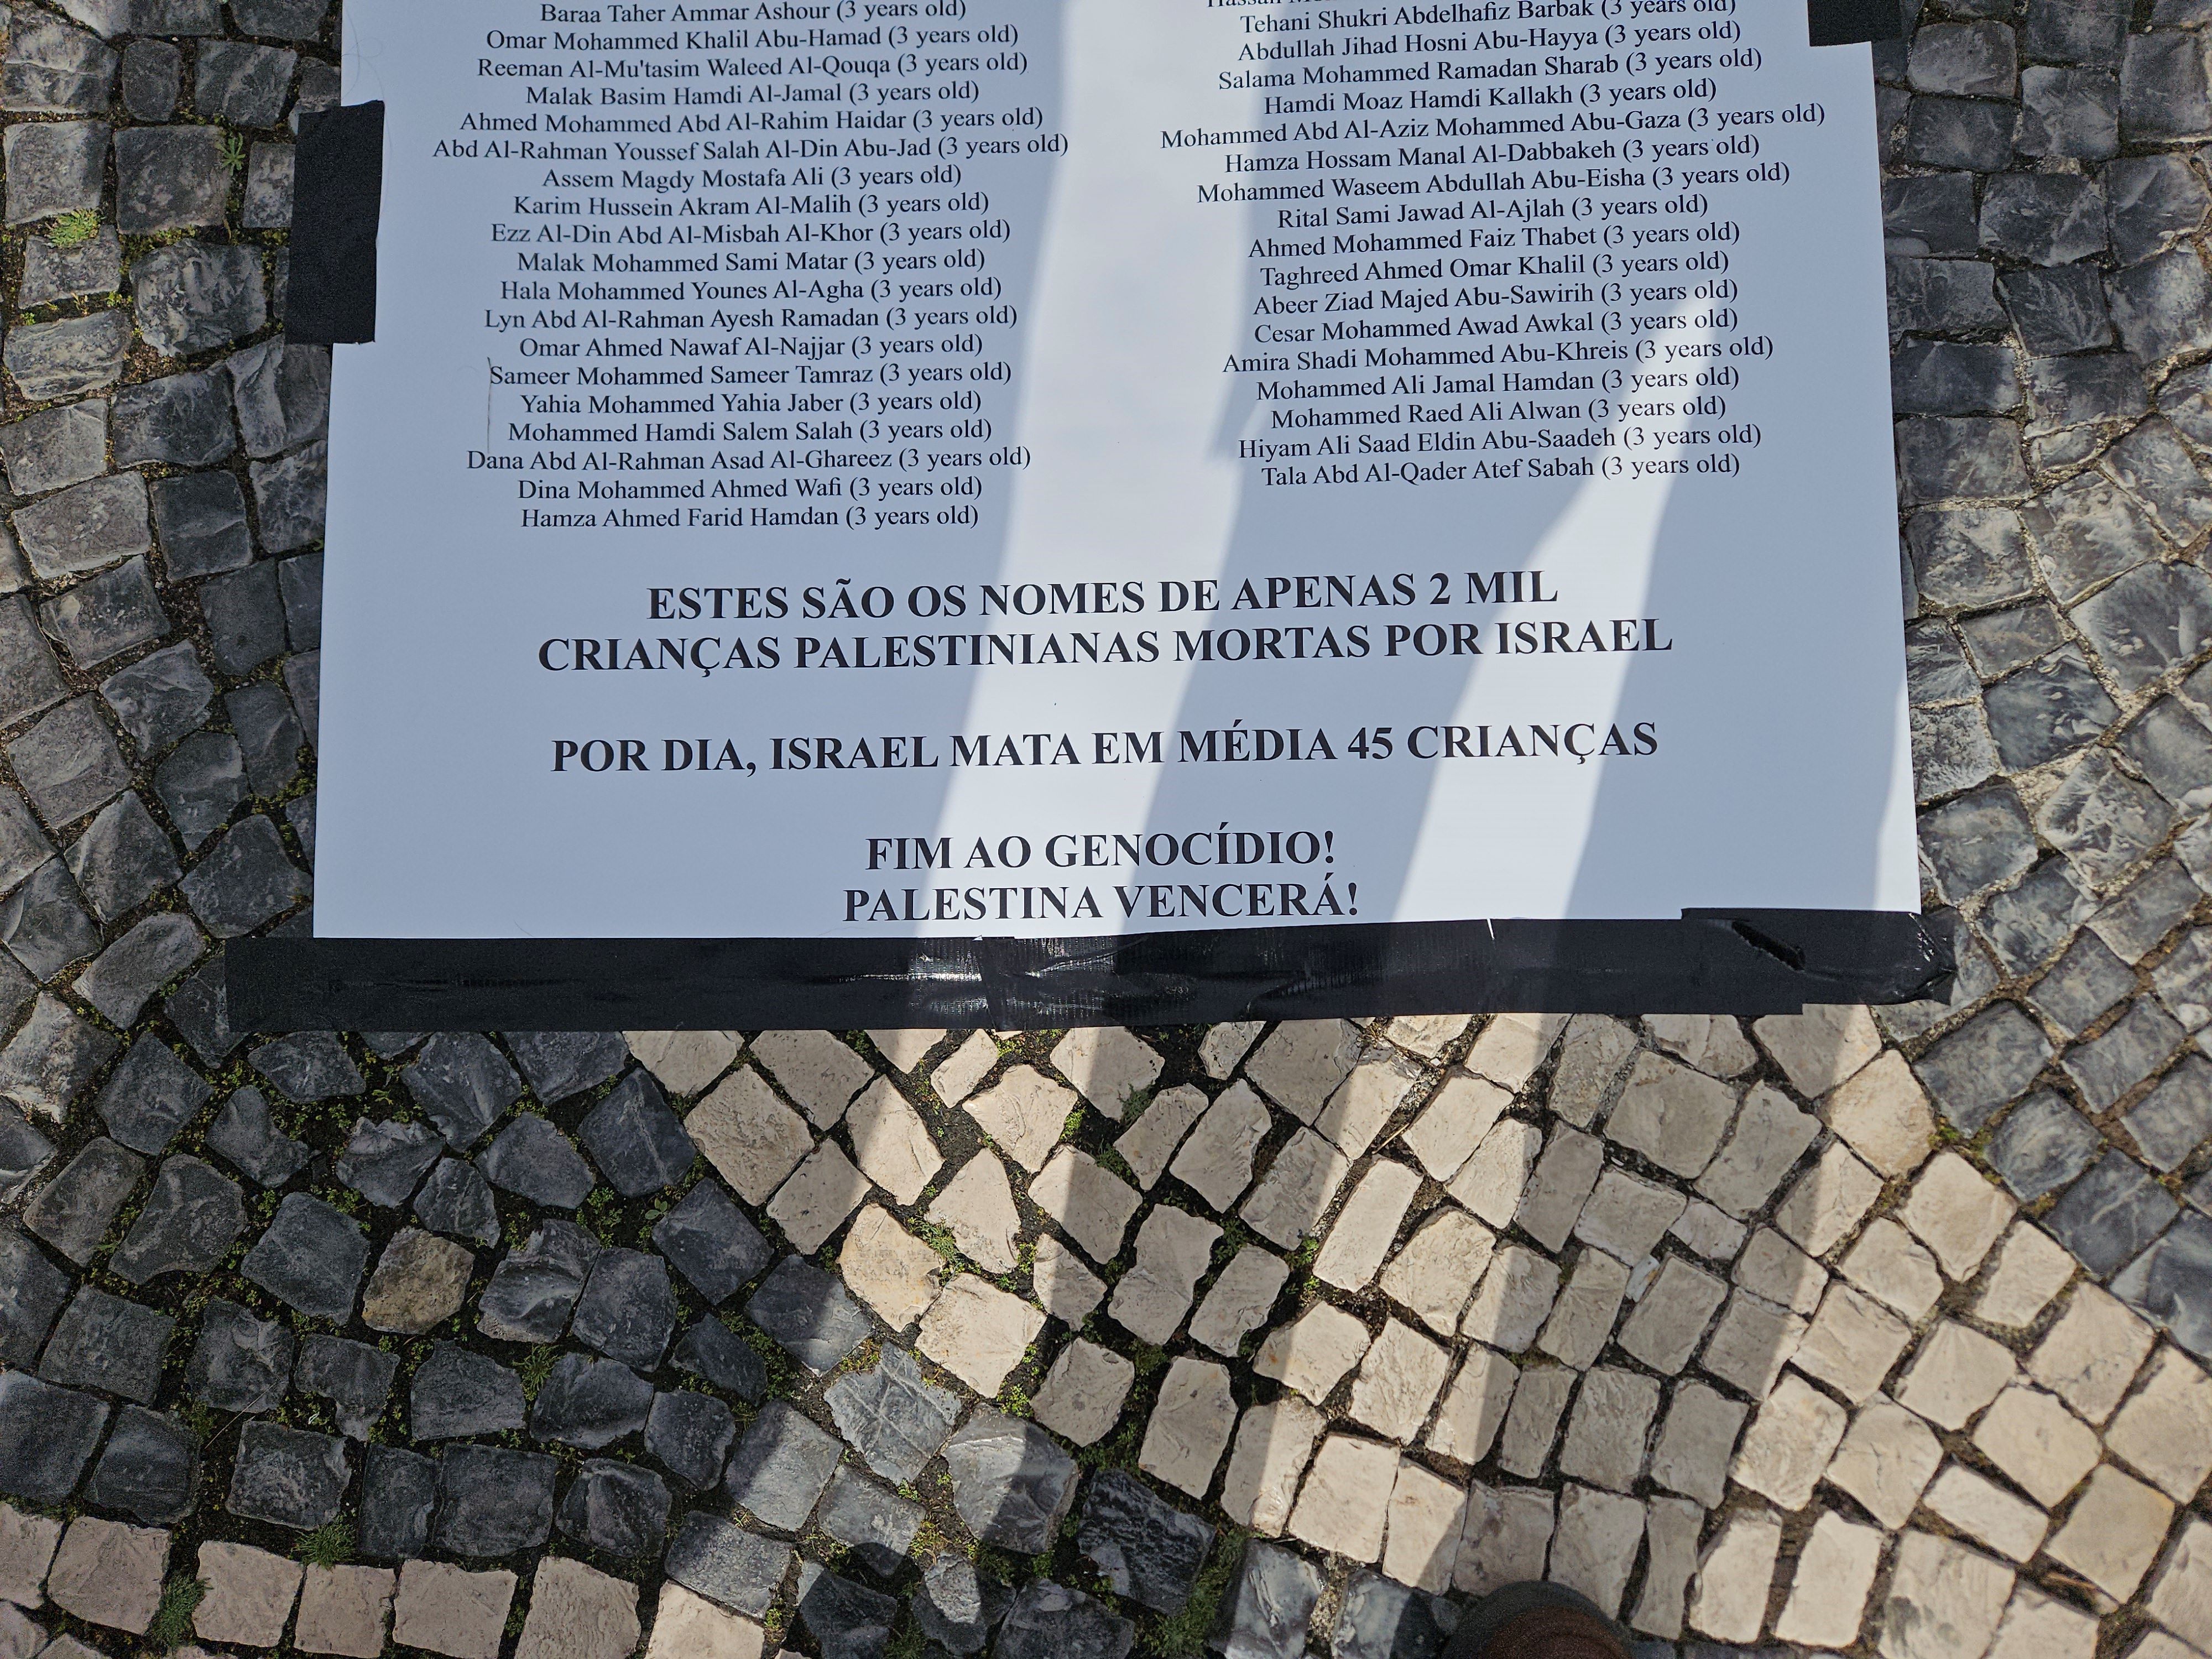 Baraa Taher Ammar Ashour (3 years old)
Omar Mohammed Khalil Abu-Hamad (3 years old)
Reeman Al-Mu'tasim Waleed Al-Qouqa (3 years old)
Malak Basim Hamdi Al-Jamal (3 years old)
Ahmed Mohammed Abd Al-Rahim Haidar (3 years old)
Abd Al-Rahman Youssef Salah Al-Din Abu-Jad (3 years old)
Assem Magdy Mostafa Ali (3 years old)
Karim Hussein Akram Al-Malih (3 years old)
Ezz Al-Din Abd Al-Misbah Al-Khor (3 years old)
Malak Mohammed Sami Matar (3 years old)
Hala Mohammed Younes Al-Agha (3 years old)
Lyn Abd Al-Rahman Ayesh Ramadan (3 years old)
Omar Ahmed Nawaf Al-Najjar (3 years old)
Sameer Mohammed Sameer Tamraz (3 years old)
Yahia Mohammed Yahia Jaber (3 years old)
Mohammed Hamdi Salem Salah (3 years old)
Dana Abd Al-Rahman Asad Al-Ghareez (3 years old)
Dina Mohammed Ahmed Wafi (3 years old)
Hamza Ahmed Farid Hamdan (3 years old)
Tehani Shukri Abdelhafiz Barbak (3 years old)
Abdullah Jihad Hosni Abu-Hayya (3 years old)
Salama Mohammed Ramadan Sharab (3 years old)
Hamdi Moaz Hamdi Kallakh (3 years old)
Mohammed Abd Al-Aziz Mohammed Abu-Gaza (3 years old)
Hamza Hossam Manal Al-Dabbakeh (3 years old)
Mohammed Waseem Abdullah Abu-Eisha (3 years old)
Rital Sami Jawad Al-Ajlah (3 years old)
Ahmed Mohammed Faiz Thabet (3 years old)
Taghreed Ahmed Omar Khalil (3 years old)
Abeer Ziad Majed Abu-Sawirih (3 years old)
Cesar Mohammed Awad Awkal (3 years old)
Amira Shadi Mohammed Abu-Khreis (3 years old)
Mohammed Ali Jamal Hamdan (3 years old)
Mohammed Raed Ali Alwan (3 years old)
Hiyam Ali Saad Eldin Abu-Saadeh (3 years old)
Tala Abd Al-Qader Atef Sabah (3 years old)
ESTES SÃO OS NOMES DE APENAS 2 MIL
CRIANÇAS PALESTINIANAS MORTAS POR ISRAEL
POR DIA, ISRAEL MATA EM MÉDIA 45 CRIANÇAS
FIM AO GENOCÍDIO!
PALESTINA VENCERÁ!